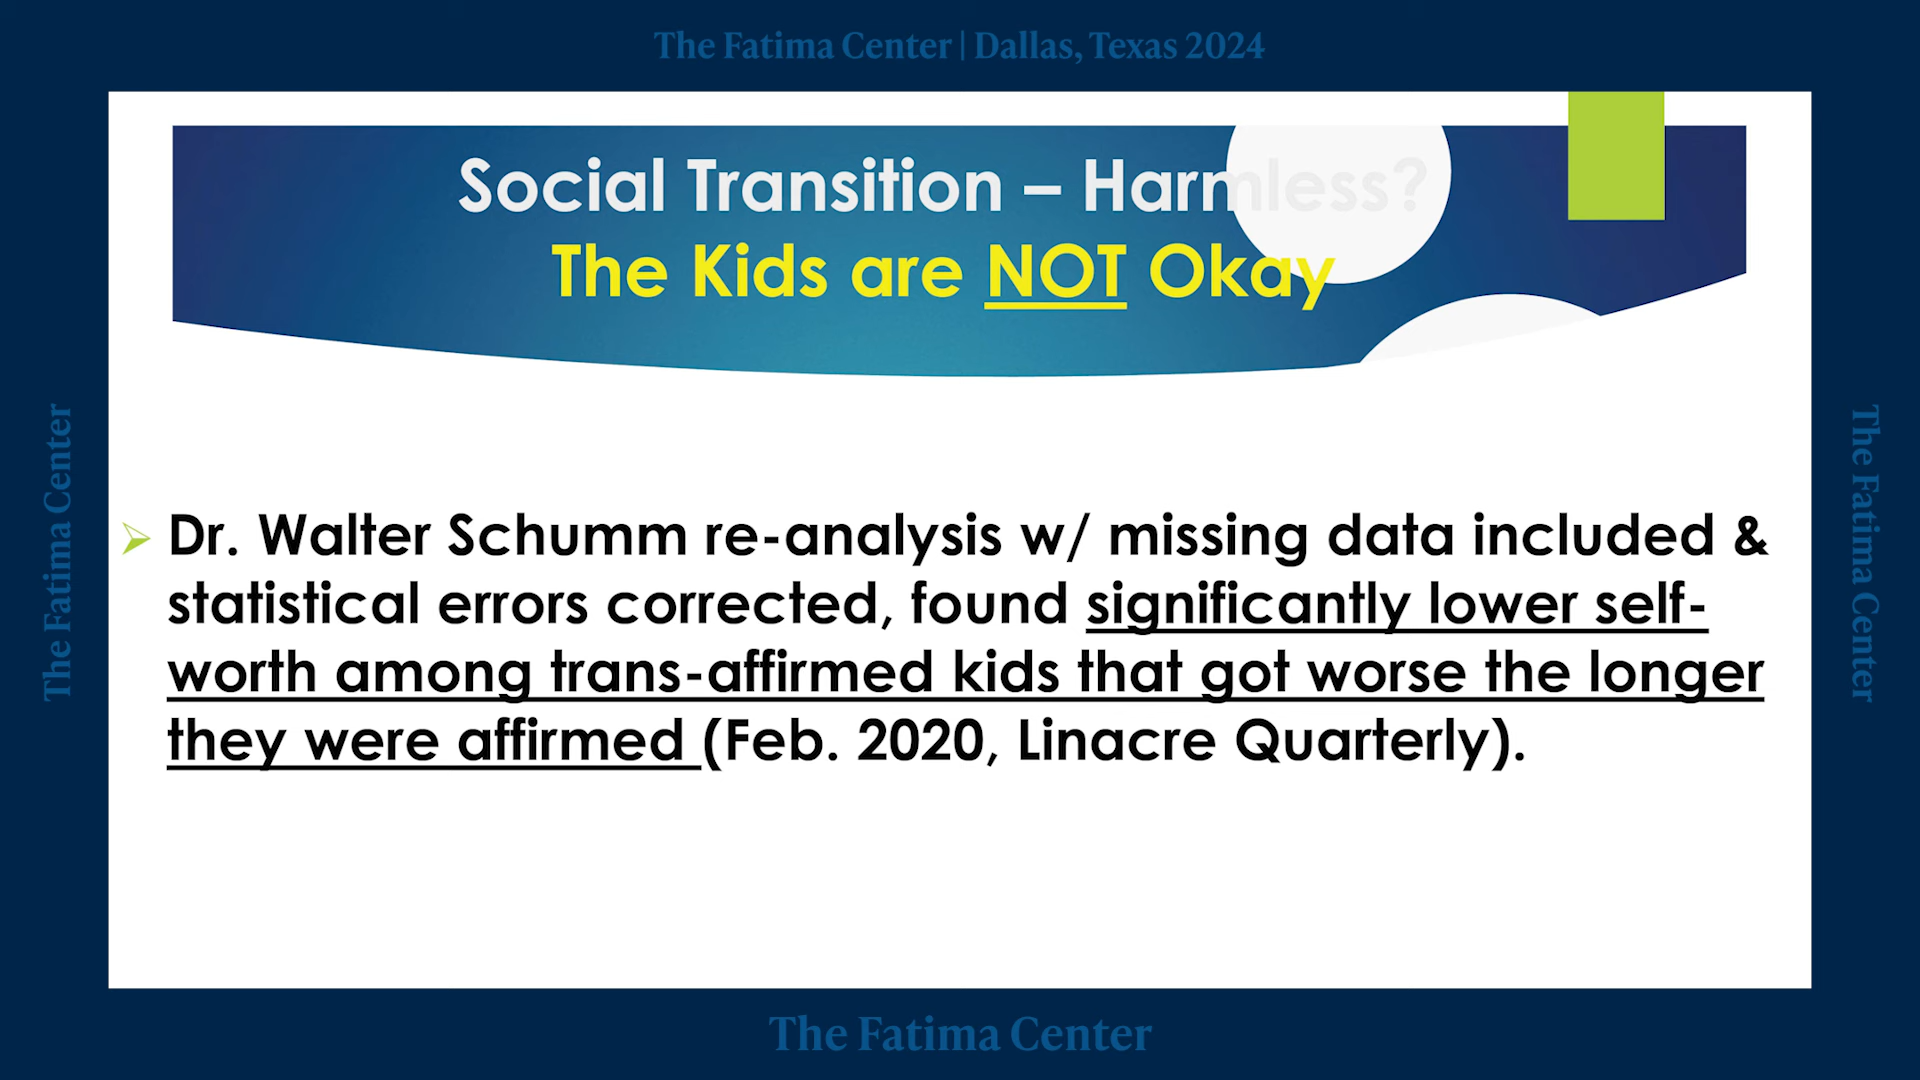 The Fatima Center | Dallas, Texas 2024
Social Transition – Harmless?
The Kids are NOT Okay
The Fatima Center
The Fatima Center
➢ Dr. Walter Schumm re-analysis w/ missing data included &
statistical errors corrected, found significantly lower self-
worth among trans-affirmed kids that got worse the longer
they were affirmed (Feb. 2020, Linacre Quarterly).
The Fatima Center